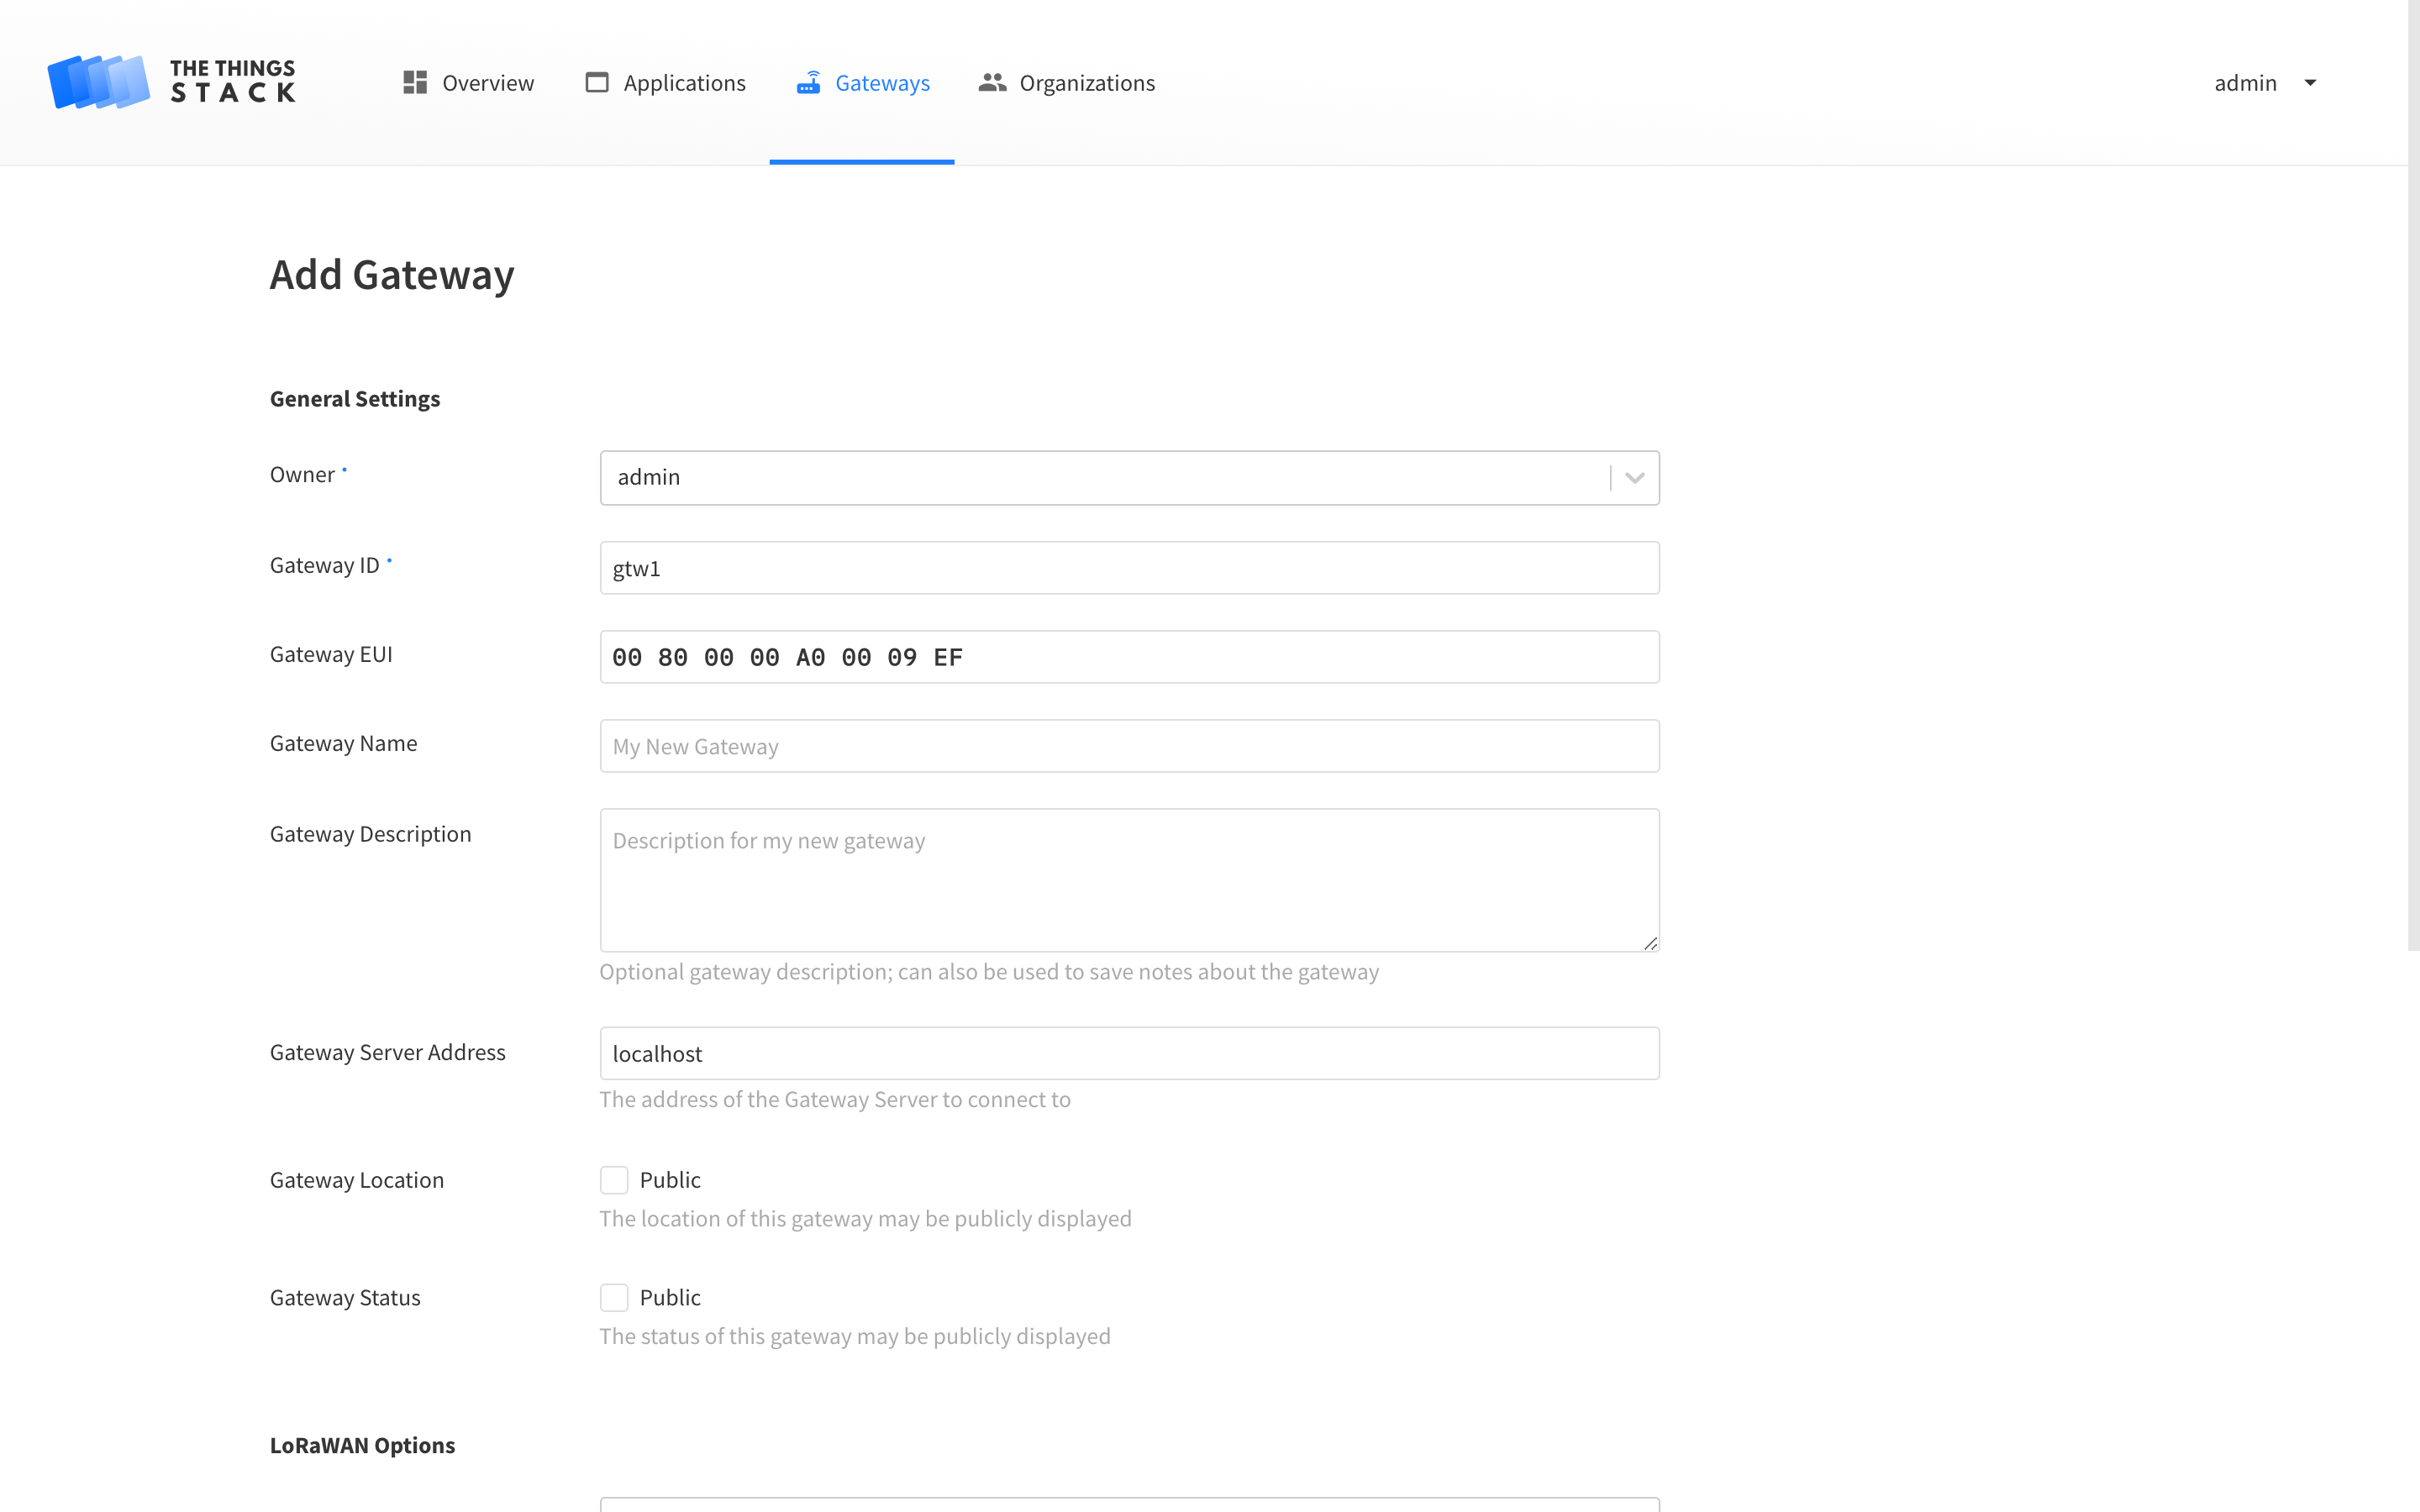 THE THINGS
STACK
Overview
Applications
Gateways
Organizations
admin
Add Gateway
General Settings
Owner
admin
Gateway ID
gtw1
Gateway EUI
00 80 00 00 A0 00 09 EF
Gateway Name
My New Gateway
Gateway Description
Description for my new gateway
Optional gateway description; can also be used to save notes about the gateway
Gateway Server Address
localhost
The address of the Gateway Server to connect to
Gateway Location
Public
The location of this gateway may be publicly displayed
Gateway Status
Public
The status of this gateway may be publicly displayed
LoRaWAN Options